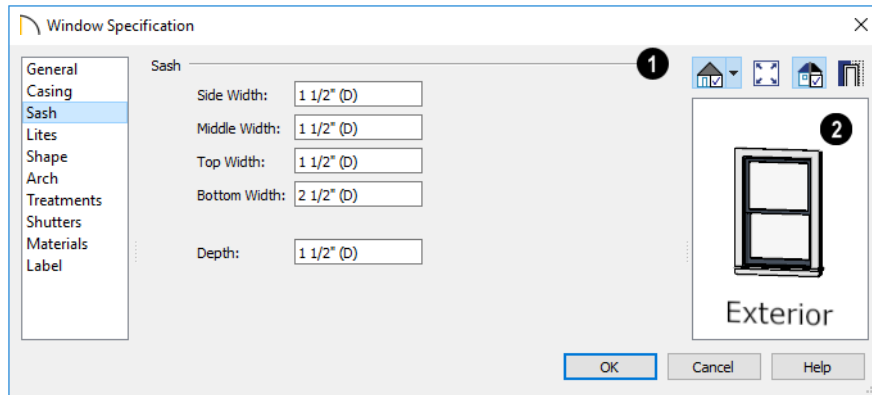 Window Specification
General
Casing
Sash
Lites
Shape
Arch
Treatments
Shutters
Materials
Label
Sash
Side Width: 1 1/2" (D)
Middle Width: 1 1/2" (D)
Top Width: 1 1/2" (D)
Bottom Width: 2 1/2" (D)
Depth: 1 1/2" (D)
1
2
Exterior
OK Cancel Help